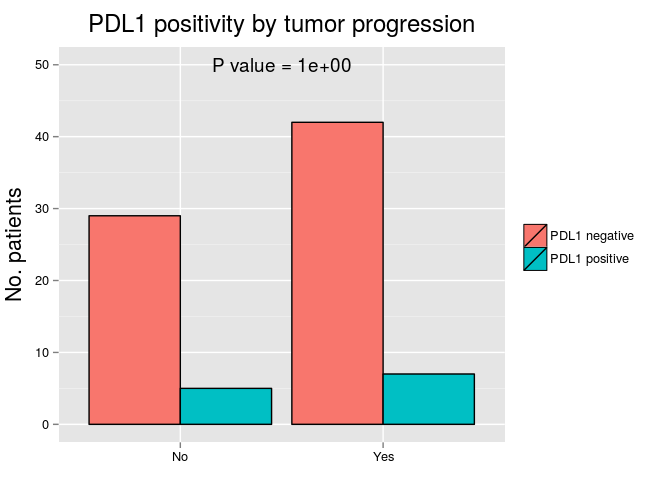 PDL1 positivity by tumor progression
P value = 1e+00
No. patients
50
40
30
20
10
0
No
Yes
PDL1 negative
PDL1 positive